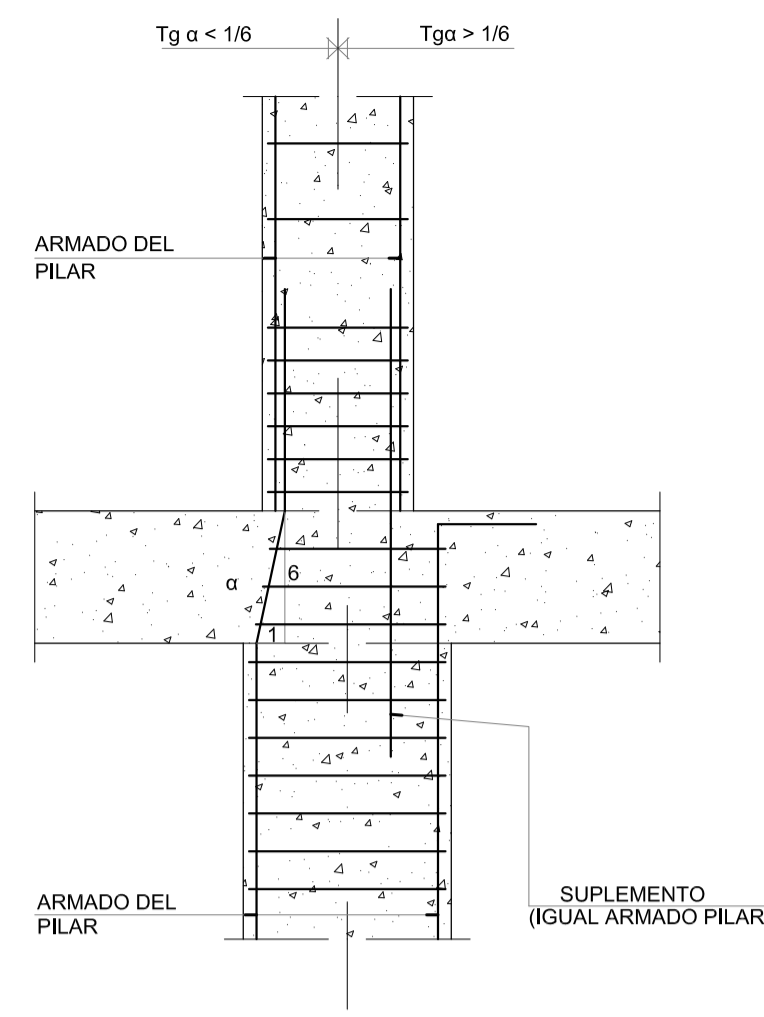 Tg α < 1/6
Tgα > 1/6
ARMADO DEL
PILAR
α
6
1
ARMADO DEL
PILAR
SUPLEMENTO
(IGUAL ARMADO PILAR